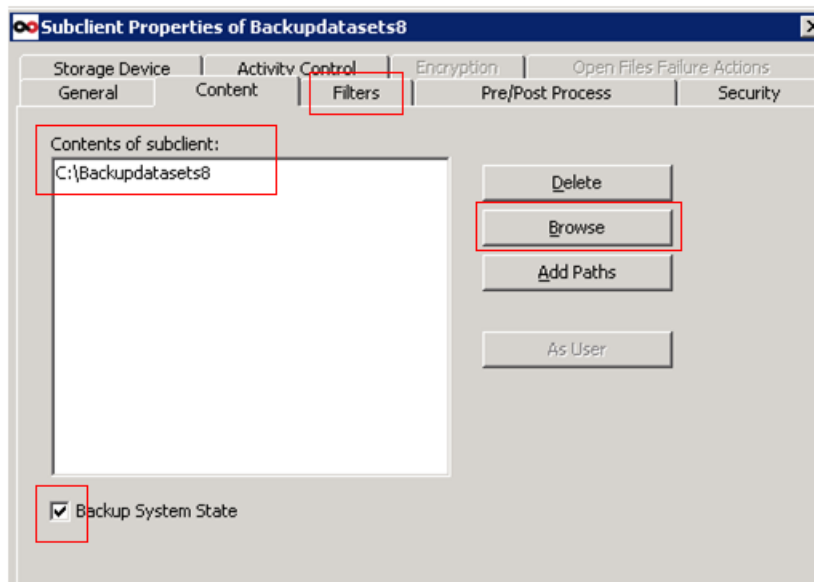 Subclient Properties of Backupdatasets8
Storage Device Activity Control Encryption Open Files Failure Actions
General Content Filters Pre/Post Process Security
Contents of subclient:
C:\Backupdatasets8
Delete
Browse
Add Paths
As User
Backup System State